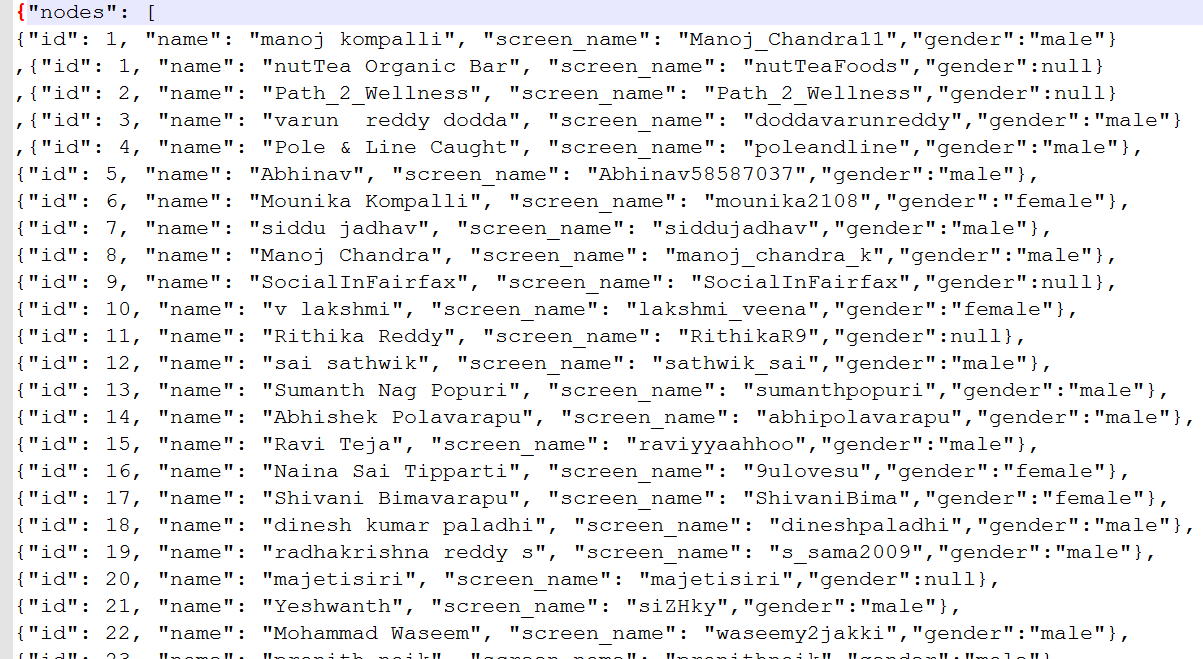 {"nodes": [
{"id": 1, "name": "manoj kompalli", "screen_name": "Manoj_Chandra11","gender":"male"}
,{"id": 1, "name": "nutTea Organic Bar", "screen_name": "nutTeaFoods","gender":null}
,{"id": 2, "name": "Path_2_Wellness", "screen_name": "Path_2_Wellness","gender":null}
,{"id": 3, "name": "varun  reddy dodda", "screen_name": "doddavarunreddy","gender":"male"}
,{"id": 4, "name": "Pole & Line Caught", "screen_name": "poleandline","gender":"male"},
{"id": 5, "name": "Abhinav", "screen_name": "Abhinav58587037","gender":"male"},
{"id": 6, "name": "Mounika Kompalli", "screen_name": "mounika2108","gender":"female"},
{"id": 7, "name": "siddu jadhav", "screen_name": "siddujadhav","gender":"male"},
{"id": 8, "name": "Manoj Chandra", "screen_name": "manoj_chandra_k","gender":"male"},
{"id": 9, "name": "SocialInFairfax", "screen_name": "SocialInFairfax","gender":null},
{"id": 10, "name": "v lakshmi", "screen_name": "lakshmi_veena","gender":"female"},
{"id": 11, "name": "Rithika Reddy", "screen_name": "RithikaR9","gender":null},
{"id": 12, "name": "sai sathwik", "screen_name": "sathwik_sai","gender":"male"},
{"id": 13, "name": "Sumanth Nag Popuri", "screen_name": "sumanthpopuri","gender":"male"},
{"id": 14, "name": "Abhishek Polavarapu", "screen_name": "abhipolavarapu","gender":"male"},
{"id": 15, "name": "Ravi Teja", "screen_name": "raviyyaahhoo","gender":"male"},
{"id": 16, "name": "Naina Sai Tipparti", "screen_name": "9ulovesu","gender":"female"},
{"id": 17, "name": "Shivani Bimavarapu", "screen_name": "ShivaniBima","gender":"female"},
{"id": 18, "name": "dinesh kumar paladhi", "screen_name": "dineshpaladhi","gender":"male"},
{"id": 19, "name": "radhakrishna reddy s", "screen_name": "s_sama2009","gender":"male"},
{"id": 20, "name": "majetisiri", "screen_name": "majetisiri","gender":null},
{"id": 21, "name": "Yeshwanth", "screen_name": "siZHky","gender":"male"},
{"id": 22, "name": "Mohammad Waseem", "screen_name": "waseemy2jakki","gender":"male"},